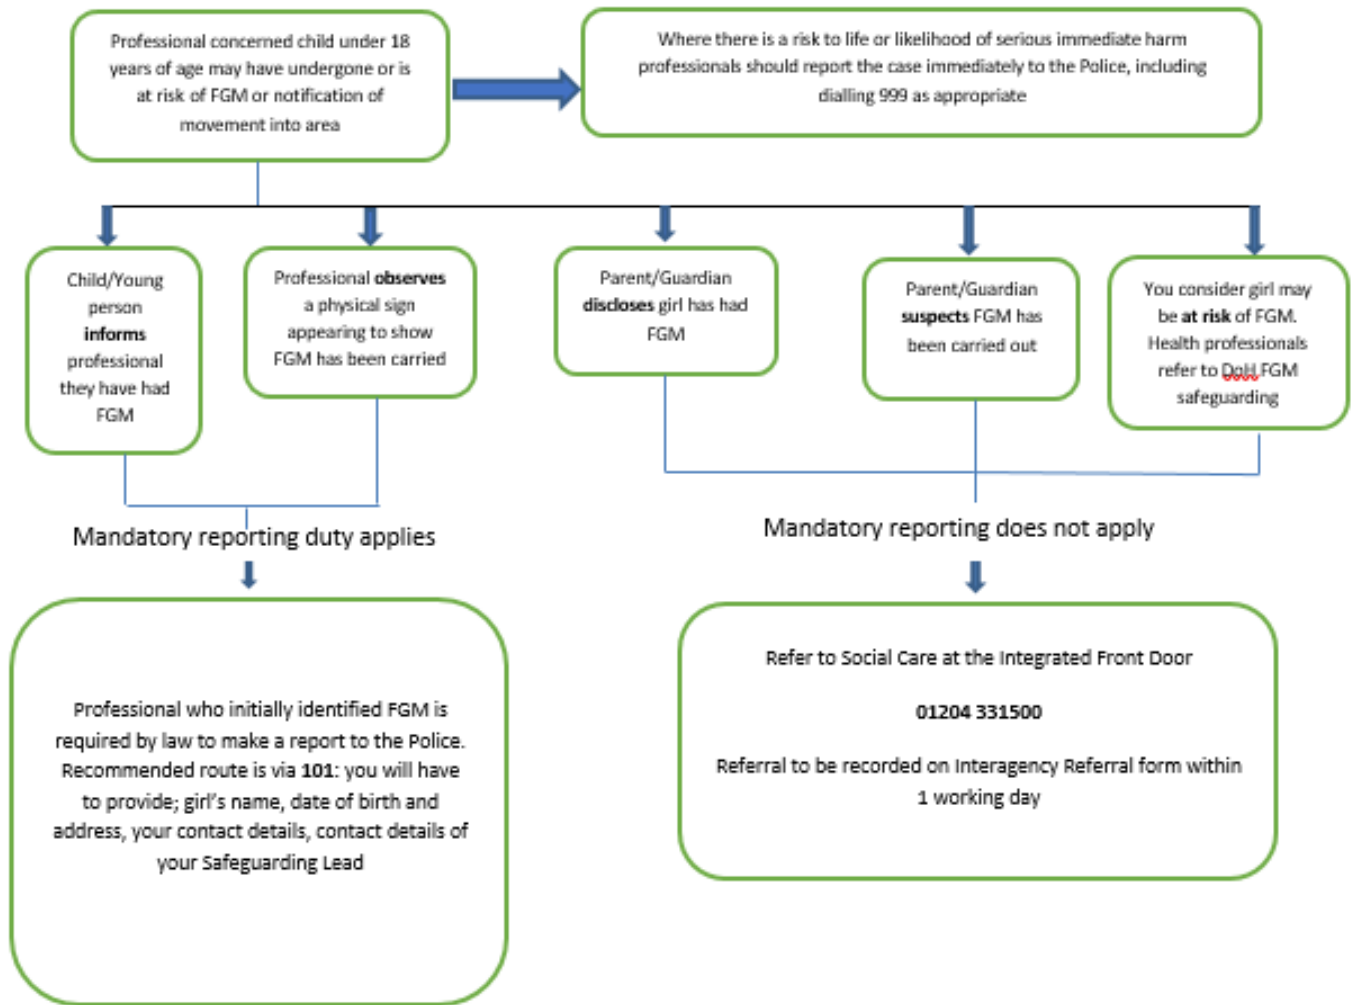 Professional concerned child under 18
years of age may have undergone or is
at risk of FGM or notification of
movement into area
Where there is a risk to life or likelihood of serious immediate harm
professionals should report the case immediately to the Police, including
dialling 999 as appropriate
Child/Young
person
informs
professional
they have had
FGM
Professional observes
a physical sign
appearing to show
FGM has been carried
Parent/Guardian
discloses girl has had
FGM
Parent/Guardian
suspects FGM has
been carried out
You consider girl may
be at risk of FGM.
Health professionals
refer to DoH FGM
safeguarding
Mandatory reporting duty applies
Mandatory reporting does not apply
Professional who initially identified FGM is
required by law to make a report to the Police.
Recommended route is via 101: you will have
to provide; girl's name, date of birth and
address, your contact details, contact details of
your Safeguarding Lead
Refer to Social Care at the Integrated Front Door
01204 331500
Referral to be recorded on Interagency Referral form within
1 working day